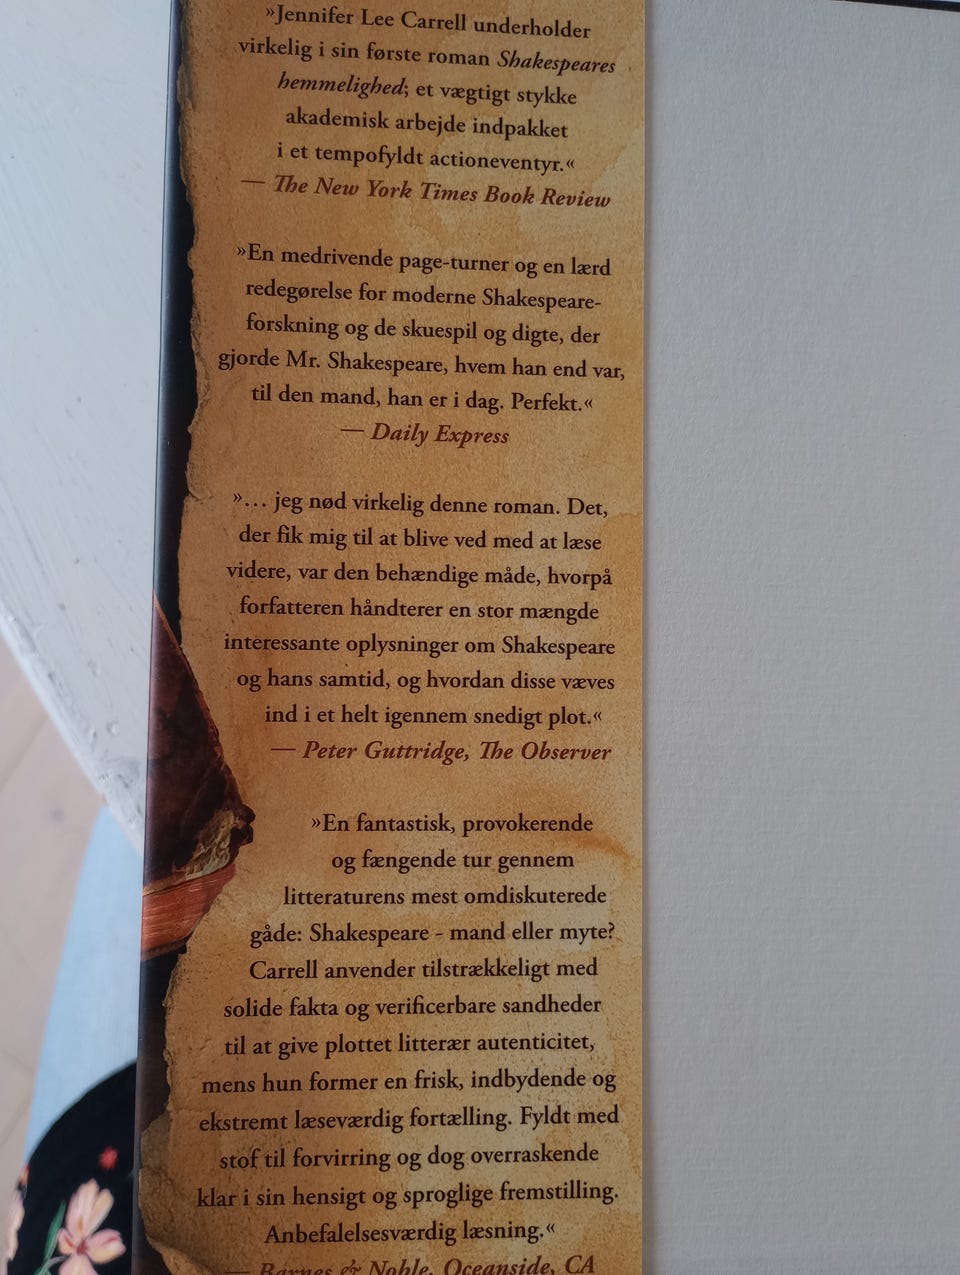 »Jennifer Lee Carrell underholder
virkelig i sin første roman Shakespeares
hemmelighed; et vægtigt stykke
akademisk arbejde indpakket
i et tempofyldt actioneventyr.«
— The New York Times Book Review
»En medrivende page-turner og en lærd
redegørelse for moderne Shakespeare-
forskning og de skuespil og digte, der
gjorde Mr. Shakespeare, hvem han end var,
til den mand, han er i dag. Perfekt.«
— Daily Express
»… jeg nød virkelig denne roman. Det,
der fik mig til at blive ved med at læse
videre, var den behændige måde, hvorpå
forfatteren håndterer en stor mængde
interessante oplysninger om Shakespeare
og hans samtid, og hvordan disse væves
ind i et helt igennem snedigt plot.«
— Peter Guttridge, The Observer
»En fantastisk, provokerende
og fængende tur gennem
litteraturens mest omdiskuterede
gåde: Shakespeare - mand eller myte?
Carrell anvender tilstrækkeligt med
solide fakta og verificerbare sandheder
til at give plottet litterær autenticitet,
mens hun former en frisk, indbydende og
ekstremt læseværdig fortælling. Fyldt med
stof til forvirring og dog overraskende
klar i sin hensigt og sproglige fremstilling.
Anbefalelsesværdig læsning.«
— Barnes & Noble, Oceanside, CA